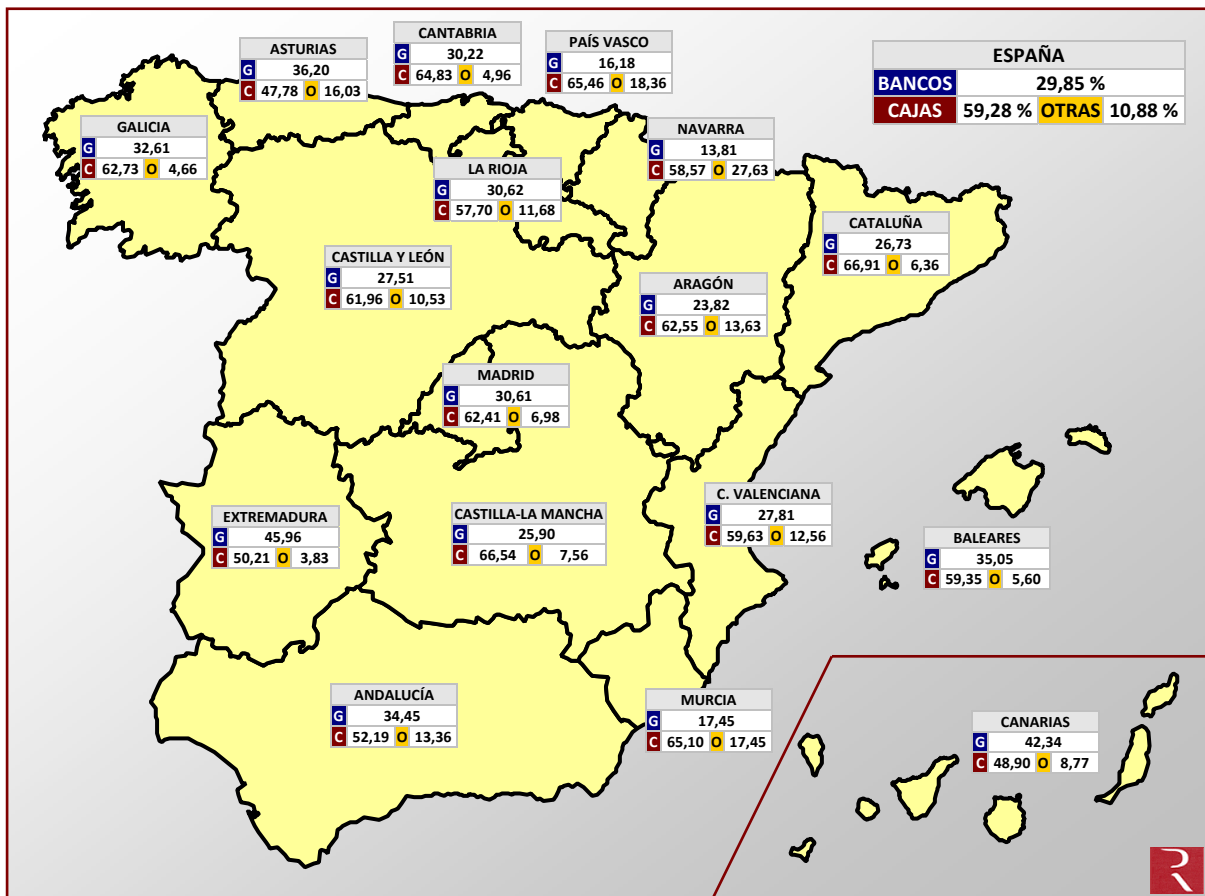 CANTABRIA
G 30,22
C 64,83 O 4,96
PAÍS VASCO
G 16,18
C 65,46 O 18,36
ASTURIAS
G 36,20
C 47,78 O 16,03
ESPAÑA
BANCOS 29,85 %
CAJAS 59,28 % OTRAS 10,88 %
GALICIA
G 32,61
C 62,73 O 4,66
NAVARRA
G 13,81
C 58,57 O 27,63
LA RIOJA
G 30,62
C 57,70 O 11,68
CATALUÑA
G 26,73
C 66,91 O 6,36
CASTILLA Y LEÓN
G 27,51
C 61,96 O 10,53
ARAGÓN
G 23,82
C 62,55 O 13,63
MADRID
G 30,61
C 62,41 O 6,98
C. VALENCIANA
G 27,81
C 59,63 O 12,56
EXTREMADURA
G 45,96
C 50,21 O 3,83
CASTILLA-LA MANCHA
G 25,90
C 66,54 O 7,56
BALEARES
G 35,05
C 59,35 O 5,60
ANDALUCÍA
G 34,45
C 52,19 O 13,36
MURCIA
G 17,45
C 65,10 O 17,45
CANARIAS
G 42,34
C 48,90 O 8,77
R